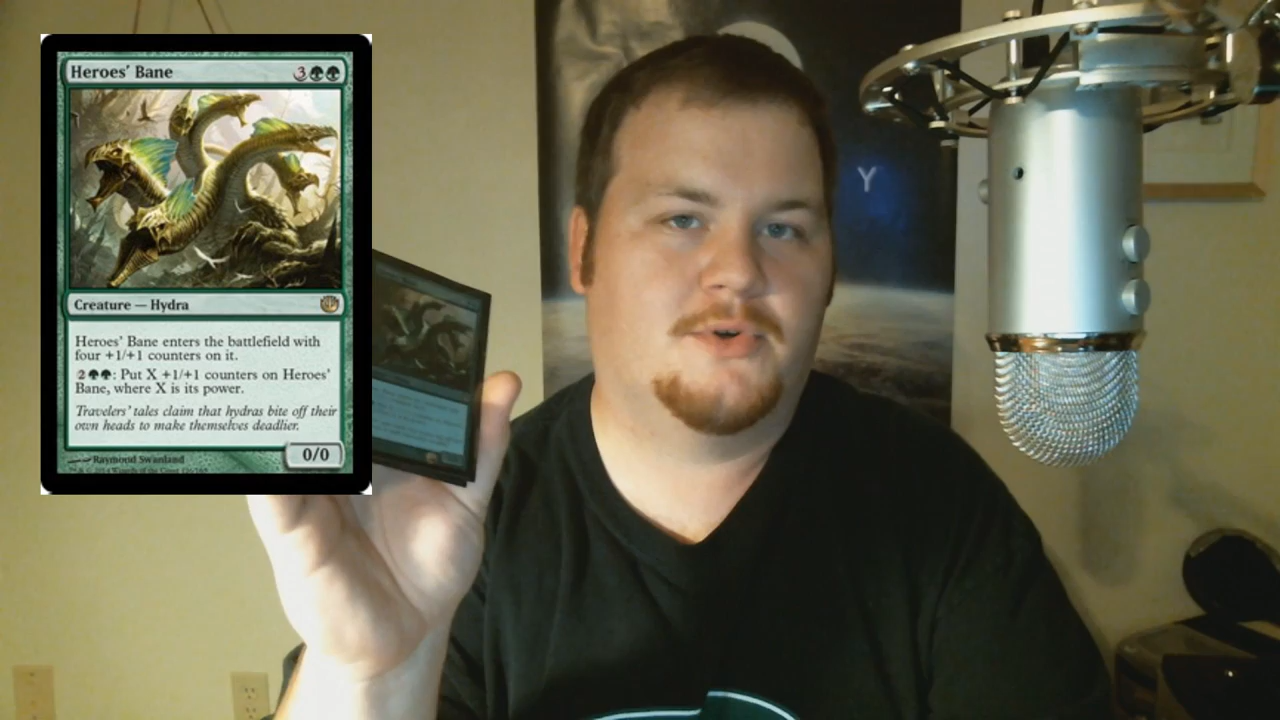 Heroes' Bane 3
Creature — Hydra
Heroes' Bane enters the battlefield with
four +1/+1 counters on it.
2 : Put X +1/+1 counters on Heroes'
Bane, where X is its power.
Travelers' tales claim that hydras bite off their
own heads to make themselves deadlier.
0/0
Raymond Swanland
Y